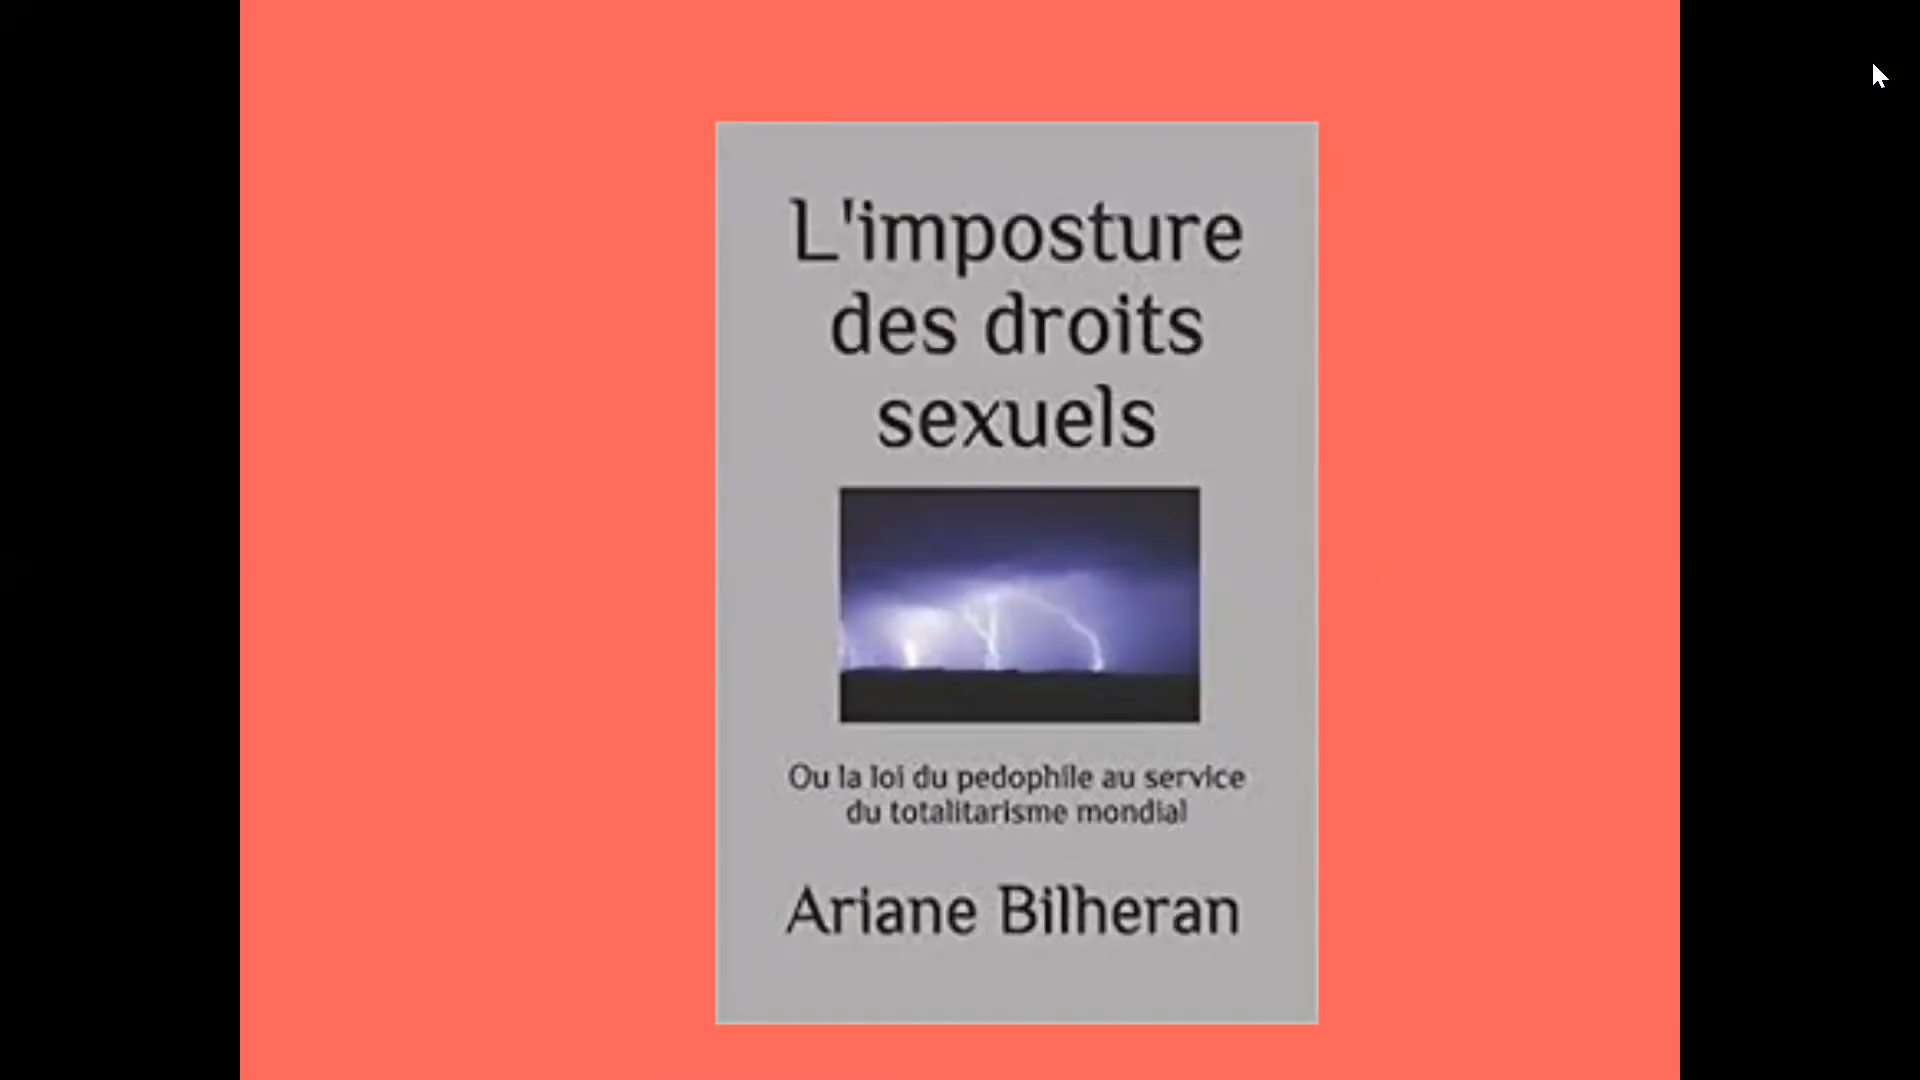 L'imposture
des droits
sexuels
Ou la loi du pedophile au service
du totalitarisme mondial
Ariane Bilheran